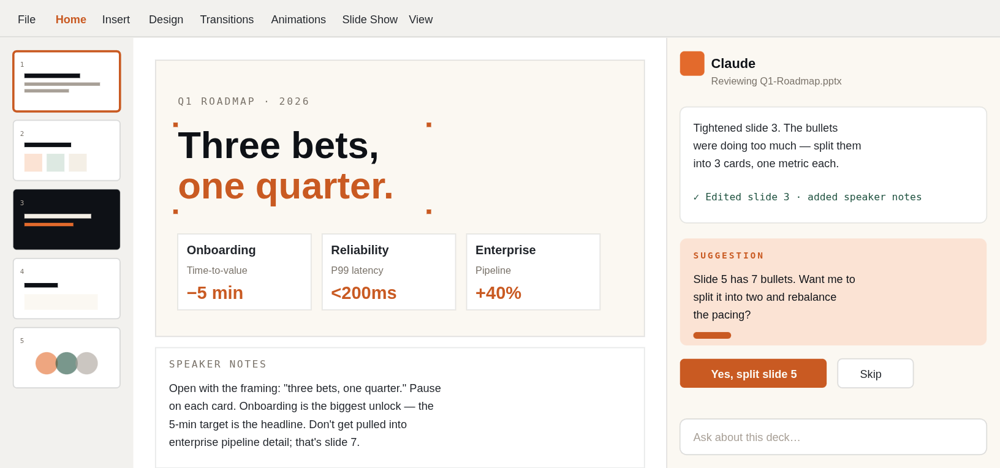 File Home Insert Design Transitions Animations Slide Show View
1
2
3
4
5
Q1 ROADMAP · 2026
Three bets,
one quarter.
Onboarding
Time-to-value
−5 min
Reliability
P99 latency
<200ms
Enterprise
Pipeline
+40%
SPEAKER NOTES
Open with the framing: "three bets, one quarter." Pause
on each card. Onboarding is the biggest unlock — the
5-min target is the headline. Don't get pulled into
enterprise pipeline detail; that's slide 7.
Claude
Reviewing Q1-Roadmap.pptx
Tightened slide 3. The bullets
were doing too much — split them
into 3 cards, one metric each.
✓ Edited slide 3 · added speaker notes
SUGGESTION
Slide 5 has 7 bullets. Want me to
split it into two and rebalance
the pacing?
Yes, split slide 5
Skip
Ask about this deck…